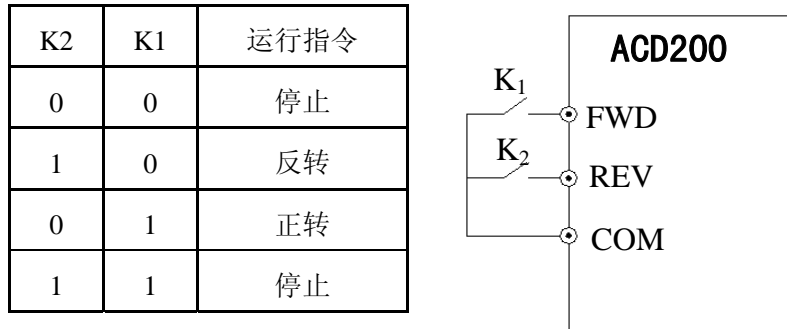 K2 K1 运行指令
0 0 停止
1 0 反转
0 1 正转
1 1 停止
ACD200
K1
FWD
K2
REV
COM